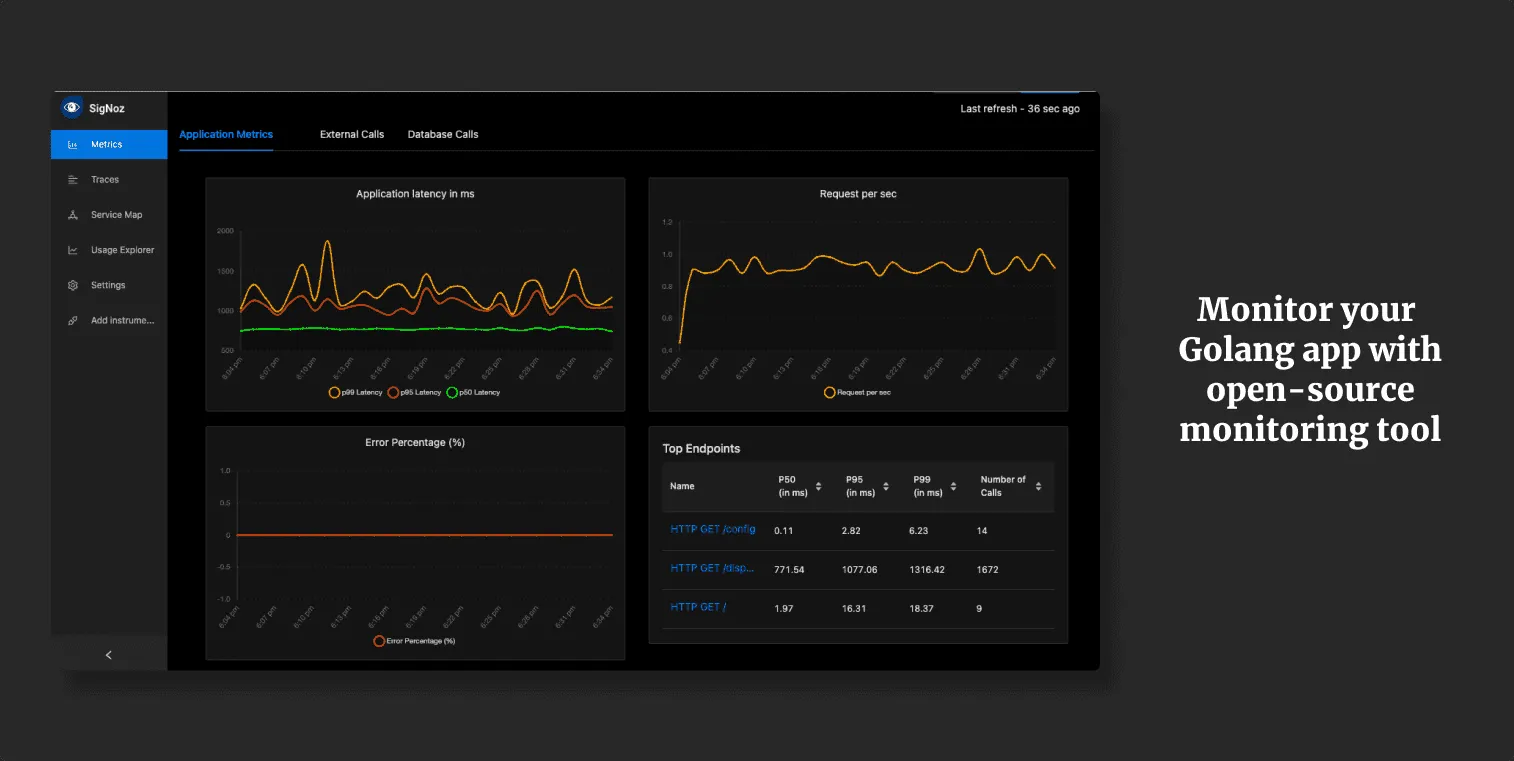 SigNoz
Metrics
Traces
Service Map
Usage Explorer
Settings
Add instrume...
Last refresh - 36 sec ago
Application Metrics
External Calls
Database Calls
Application latency in ms
2000
1500
1000
500
6:04 pm
6:07 pm
6:10 pm
6:13 pm
6:16 pm
6:19 pm
6:22 pm
6:25 pm
6:28 pm
6:31 pm
6:34 pm
p99 Latency
p95 Latency
p50 Latency
Request per sec
1.2
1.0
0.8
0.6
0.4
6:04 pm
6:07 pm
6:10 pm
6:13 pm
6:16 pm
6:19 pm
6:22 pm
6:25 pm
6:28 pm
6:31 pm
6:34 pm
Request per sec
Error Percentage (%)
1.0
0.5
0
-0.5
-1.0
6:04 pm
6:07 pm
6:10 pm
6:13 pm
6:16 pm
6:19 pm
6:22 pm
6:25 pm
6:28 pm
6:31 pm
6:34 pm
Error Percentage (%)
Top Endpoints
Name
P50 (in ms)
P95 (in ms)
P99 (in ms)
Number of Calls
HTTP GET /config 0.11 2.82 6.23 14
HTTP GET /disp... 771.54 1077.06 1316.42 1672
HTTP GET / 1.97 16.31 18.37 9
Monitor your
Golang app with
open-source
monitoring tool